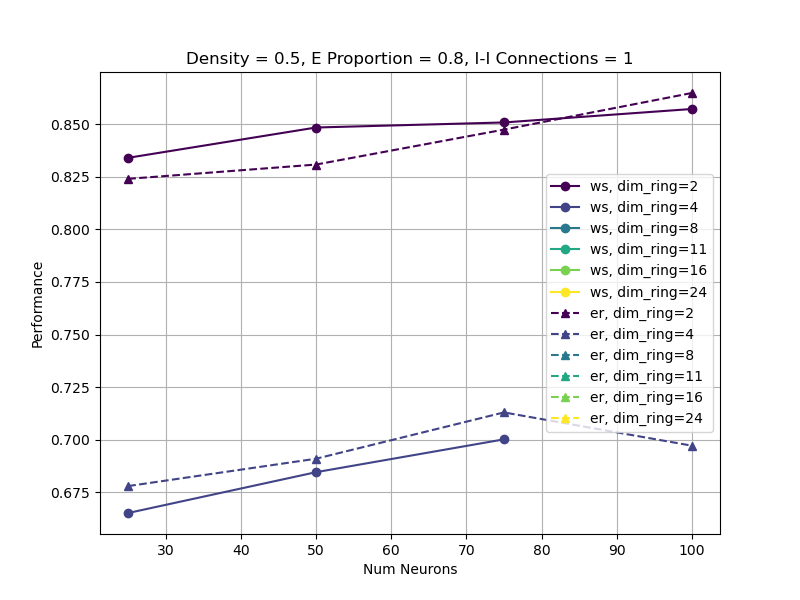 Density = 0.5, E Proportion = 0.8, I-I Connections = 1
Performance
0.850
0.825
0.800
0.775
0.750
0.725
0.700
0.675
ws, dim_ring=2
ws, dim_ring=4
ws, dim_ring=8
ws, dim_ring=11
ws, dim_ring=16
ws, dim_ring=24
er, dim_ring=2
er, dim_ring=4
er, dim_ring=8
er, dim_ring=11
er, dim_ring=16
er, dim_ring=24
30 40 50 60 70 80 90 100
Num Neurons